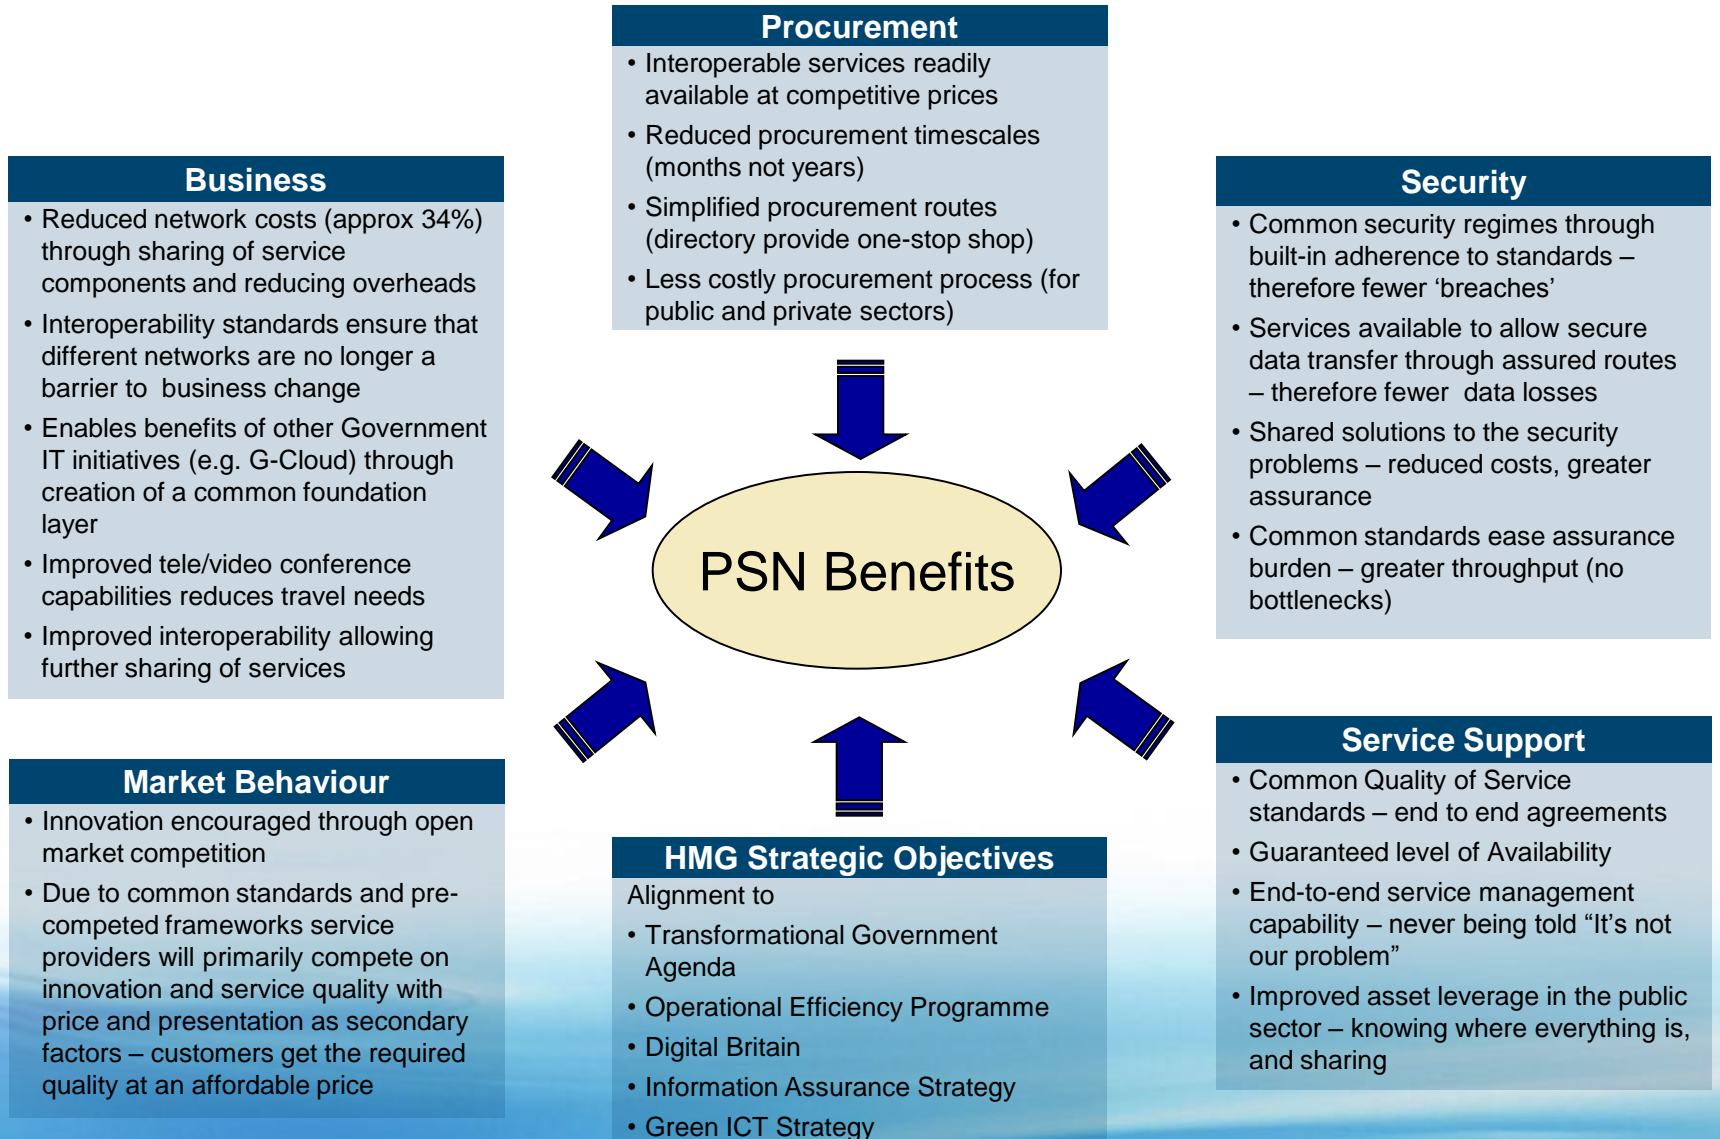 Procurement
• Interoperable services readily
available at competitive prices
• Reduced procurement timescales
(months not years)
• Simplified procurement routes
(directory provide one-stop shop)
• Less costly procurement process (for
public and private sectors)
Business
• Reduced network costs (approx 34%)
through sharing of service
components and reducing overheads
• Interoperability standards ensure that
different networks are no longer a
barrier to business change
• Enables benefits of other Government
IT initiatives (e.g. G-Cloud) through
creation of a common foundation
layer
• Improved tele/video conference
capabilities reduces travel needs
• Improved interoperability allowing
further sharing of services
Security
• Common security regimes through
built-in adherence to standards –
therefore fewer ‘breaches’
• Services available to allow secure
data transfer through assured routes
– therefore fewer data losses
• Shared solutions to the security
problems – reduced costs, greater
assurance
• Common standards ease assurance
burden – greater throughput (no
bottlenecks)
PSN Benefits
Market Behaviour
• Innovation encouraged through open
market competition
• Due to common standards and pre-
competed frameworks service
providers will primarily compete on
innovation and service quality with
price and presentation as secondary
factors – customers get the required
quality at an affordable price
HMG Strategic Objectives
Alignment to
• Transformational Government
Agenda
• Operational Efficiency Programme
• Digital Britain
• Information Assurance Strategy
• Green ICT Strategy
Service Support
• Common Quality of Service
standards – end to end agreements
• Guaranteed level of Availability
• End-to-end service management
capability – never being told “It’s not
our problem”
• Improved asset leverage in the public
sector – knowing where everything is,
and sharing